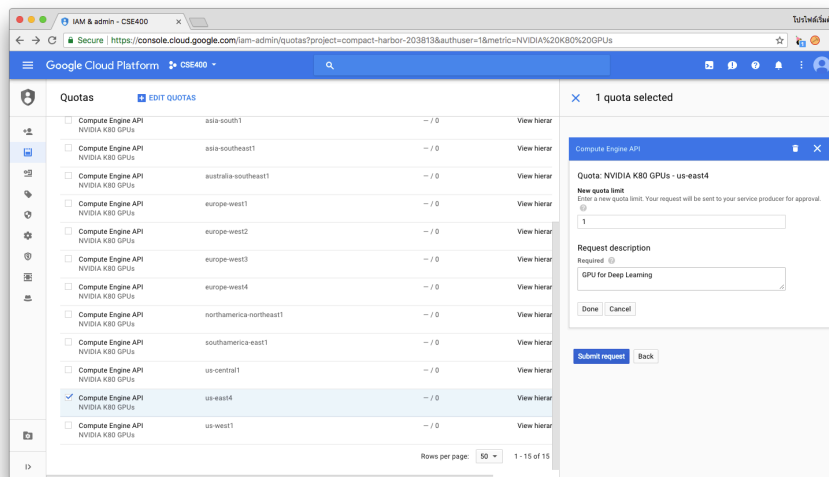 IAM & admin - CSE400
โปรไฟล์เริ่มต้
Secure | https://console.cloud.google.com/iam-admin/quotas?project=compact-harbor-203813&authuser=1&metric=NVIDIA%20K80%20GPUs
Google Cloud Platform CSE400
Quotas EDIT QUOTAS
Compute Engine API asia-south1 — / 0 View hierar
NVIDIA K80 GPUs
Compute Engine API asia-southeast1 — / 0 View hierar
NVIDIA K80 GPUs
Compute Engine API australia-southeast1 — / 0 View hierar
NVIDIA K80 GPUs
Compute Engine API europe-west1 — / 0 View hierar
NVIDIA K80 GPUs
Compute Engine API europe-west2 — / 0 View hierar
NVIDIA K80 GPUs
Compute Engine API europe-west3 — / 0 View hierar
NVIDIA K80 GPUs
Compute Engine API europe-west4 — / 0 View hierar
NVIDIA K80 GPUs
Compute Engine API northamerica-northeast1 — / 0 View hierar
NVIDIA K80 GPUs
Compute Engine API southamerica-east1 — / 0 View hierar
NVIDIA K80 GPUs
Compute Engine API us-central1 — / 0 View hierar
NVIDIA K80 GPUs
Compute Engine API us-east4 — / 0 View hierar
NVIDIA K80 GPUs
Compute Engine API us-west1 — / 0 View hierar
NVIDIA K80 GPUs
Rows per page: 50 1 - 15 of 15
1 quota selected
Compute Engine API
Quota: NVIDIA K80 GPUs - us-east4
New quota limit
Enter a new quota limit. Your request will be sent to your service producer for approval.
1
Request description
Required
GPU for Deep Learning
Done Cancel
Submit request Back